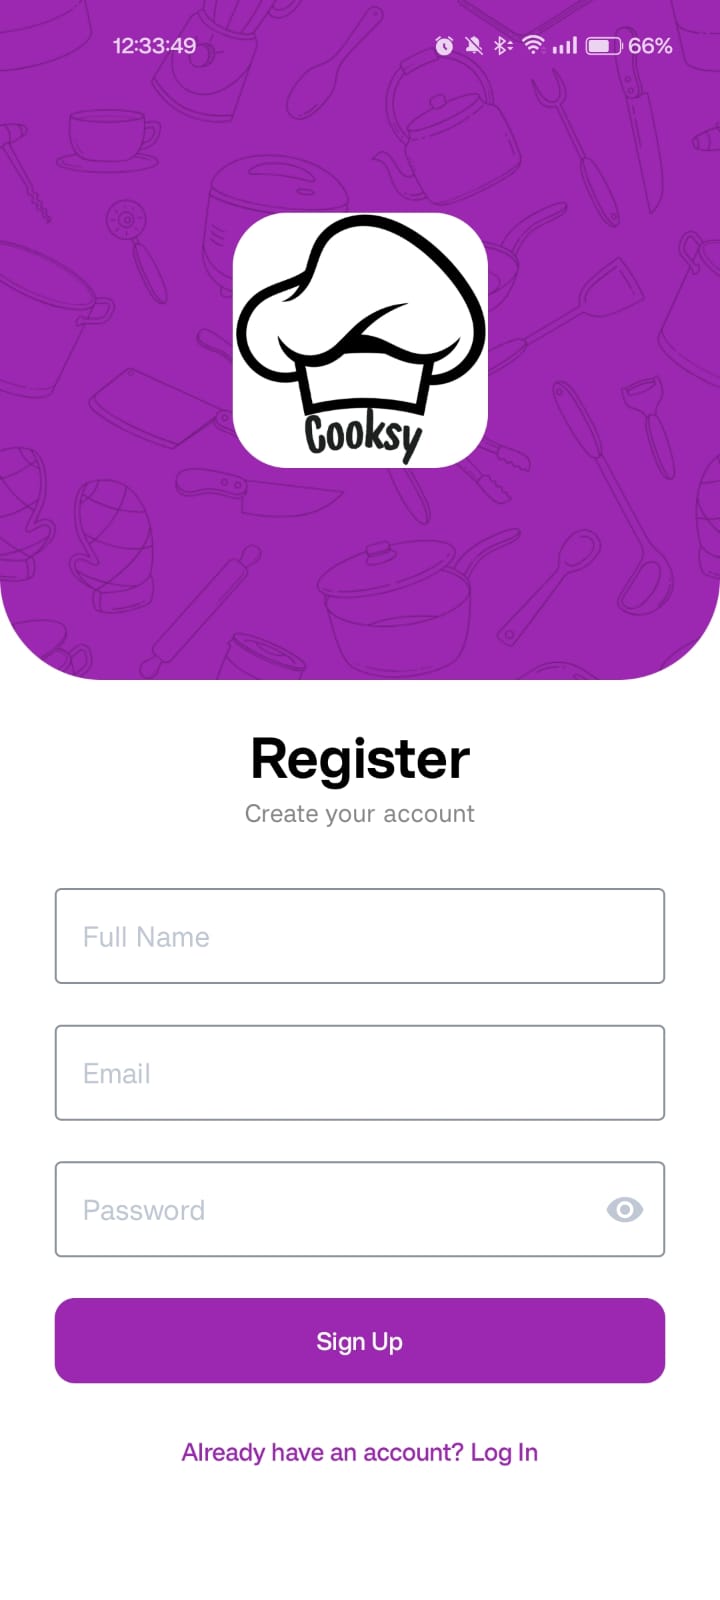 12:33:49 66%
Cooksy
Register
Create your account
Full Name
Email
Password
Sign Up
Already have an account? Log In